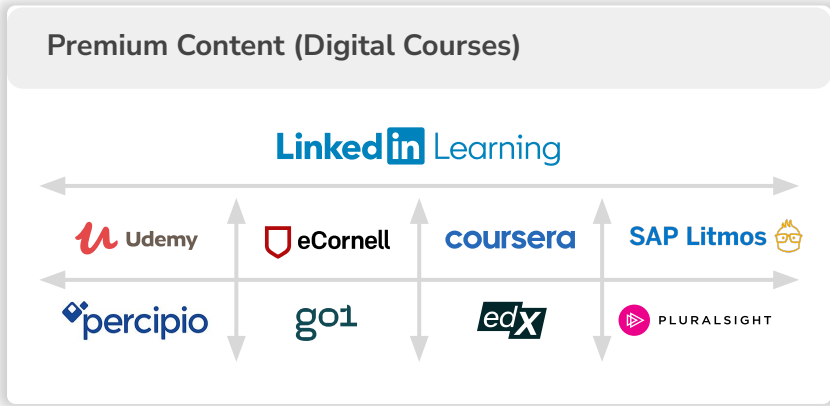 Premium Content (Digital Courses)
Linked in Learning
Udemy
eCornell
coursera
SAP Litmos
percipio
go1
edX
PLURALSIGHT